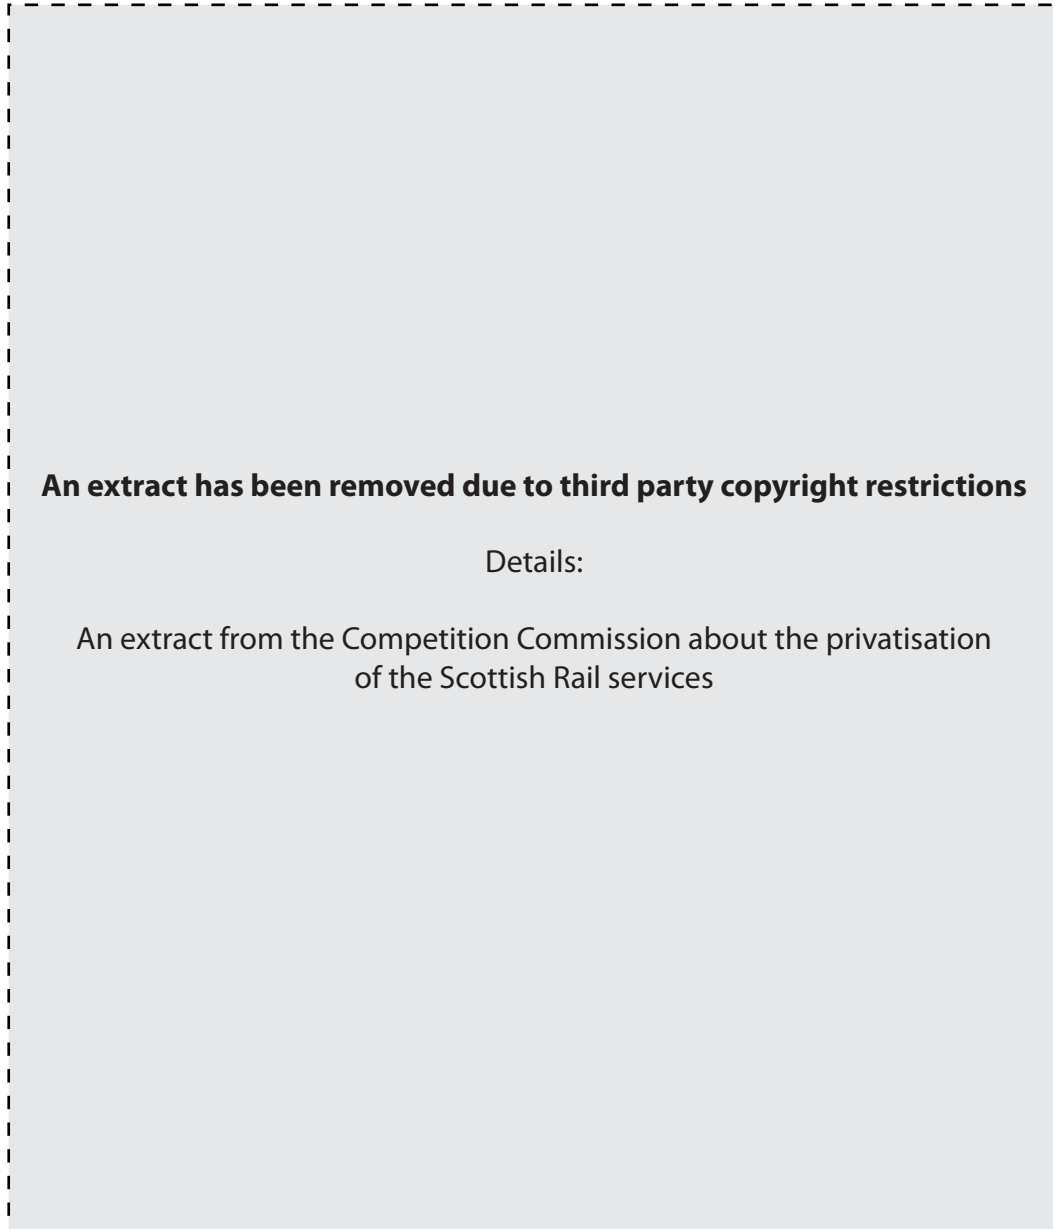 An extract has been removed due to third party copyright restrictions
Details:
An extract from the Competition Commission about the privatisation
of the Scottish Rail services